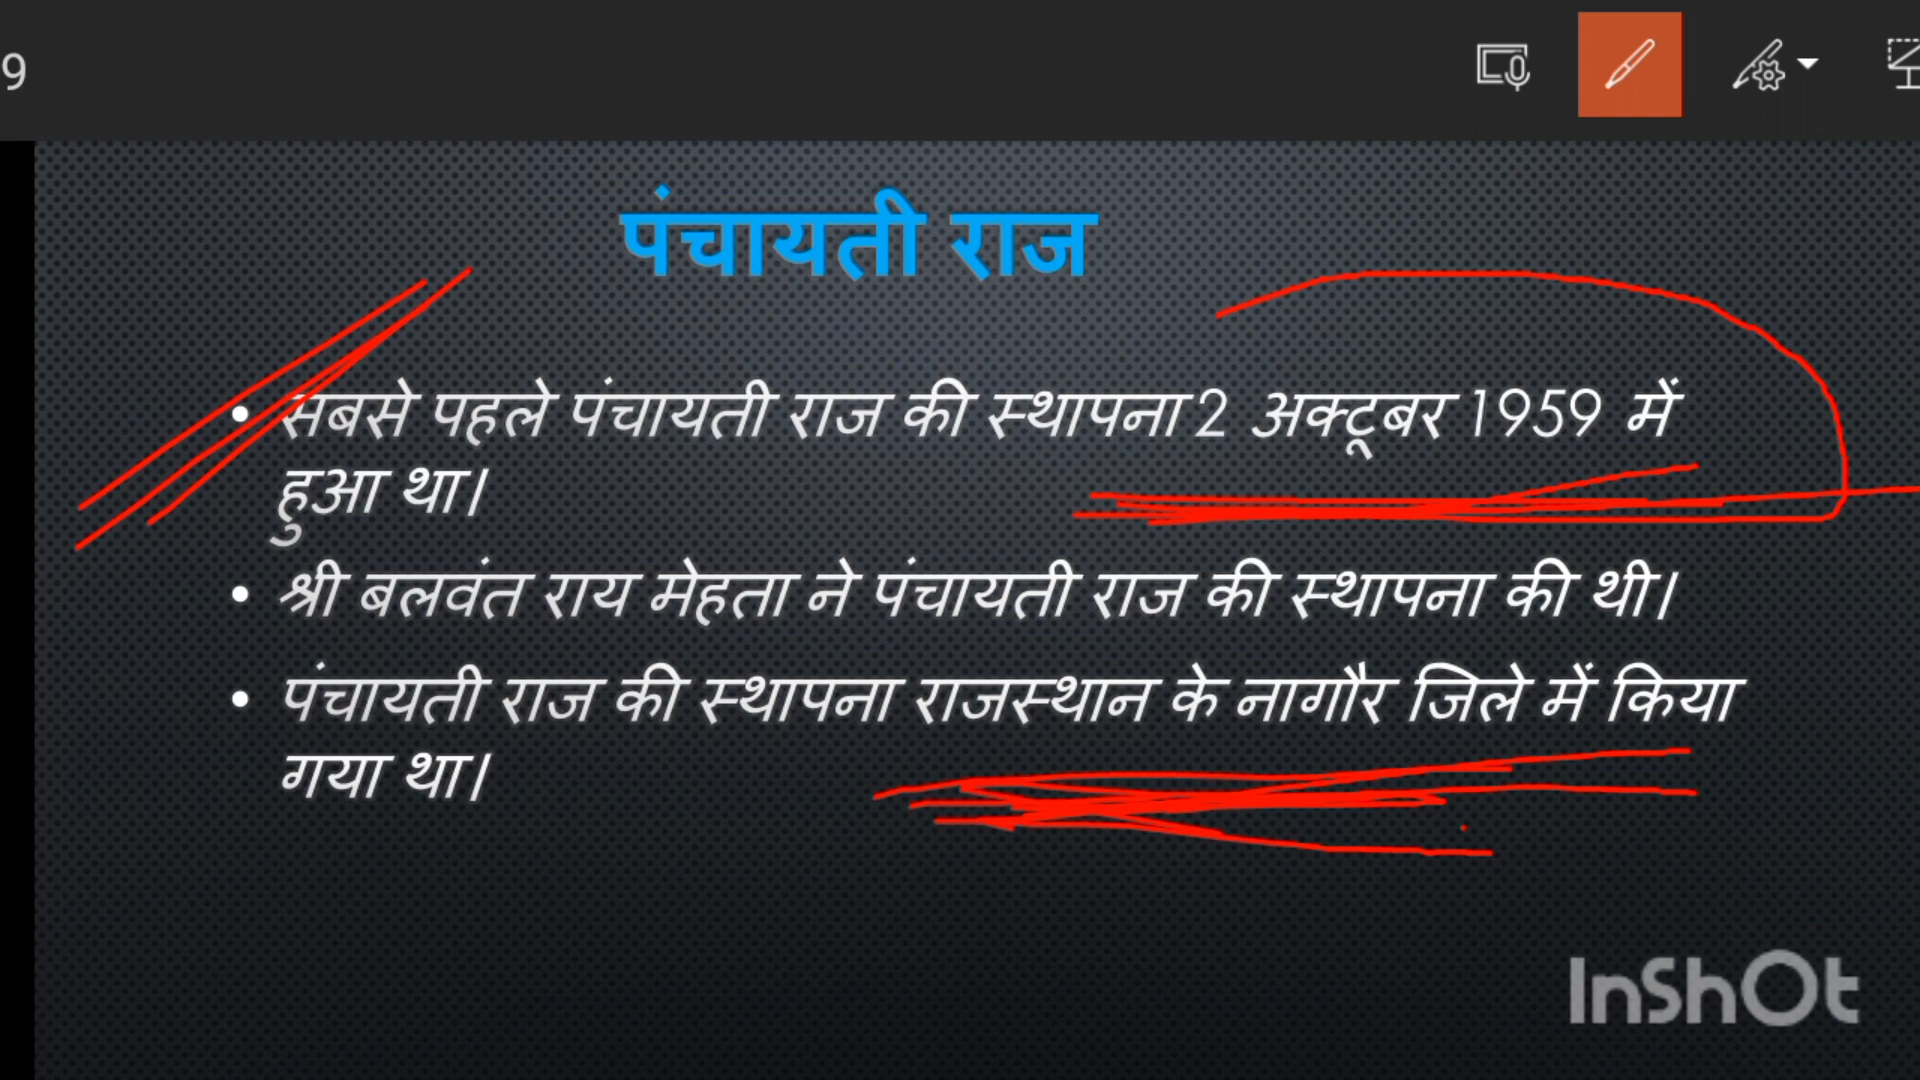 9
पंचायती राज
• सबसे पहले पंचायती राज की स्थापना 2 अक्टूबर 1959 में
हुआ था।
• श्री बलवंत राय मेहता ने पंचायती राज की स्थापना की थी।
• पंचायती राज की स्थापना राजस्थान के नागौर जिले में किया
गया था।
InShOt